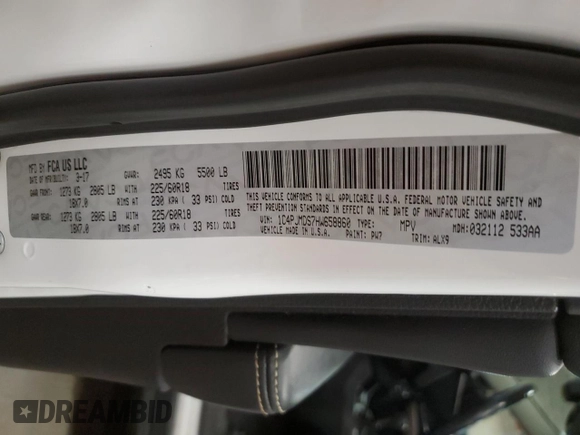 MFD BY FCA US LLC
DATE OF MFR/BUILT: 3-17 GVWR: 2495 KG 5500 LB
GAWR FRONT: 1273 KG 2805 LB WITH 225/60R18 TIRES
18X7.0 RIMS AT 230 KPA ( 33 PSI) COLD
GAWR REAR: 1273 KG 2805 LB WITH 225/60R18 TIRES
18X7.0 RIMS AT 230 KPA ( 33 PSI) COLD
THIS VEHICLE CONFORMS TO ALL APPLICABLE U.S.A. FEDERAL MOTOR VEHICLE SAFETY AND
THEFT PREVENTION STANDARDS IN EFFECT ON THE DATE OF MANUFACTURE SHOWN ABOVE.
VIN: 1C4PJMDS7HW658860 TYPE: MPV MDH: 032112 533AA
VEHICLE MADE IN U.S.A. PAINT: PW7 TRIM: ALX9
DREAMBID